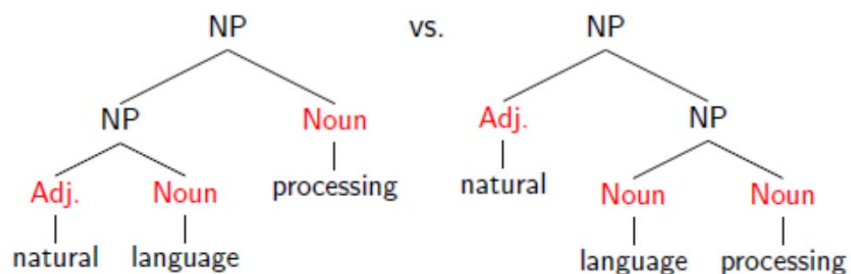 NP vs. NP
NP Noun Adj. NP
Adj. Noun processing natural Noun Noun
natural language language processing